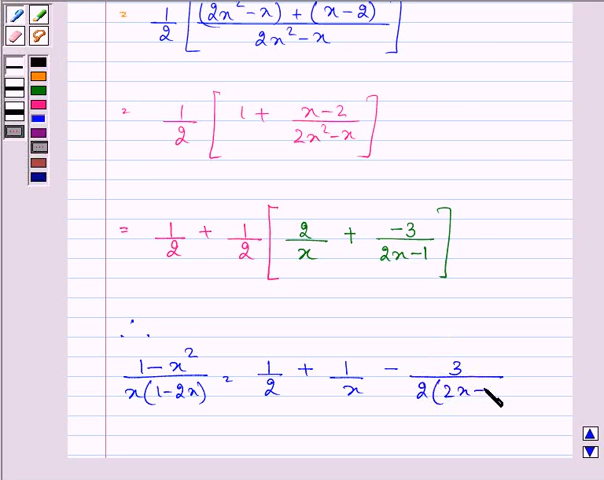 = 1/2 [ ((2x² - x) + (x - 2)) / (2x² - x) ]
= 1/2 [ 1 + (x-2)/(2x² - x) ]
= 1/2 + 1/2 [ 2/x + -3/(2x-1) ]
∴
(1-x²)/(x(1-2x)) = 1/2 + 1/x - 3/(2(2x-